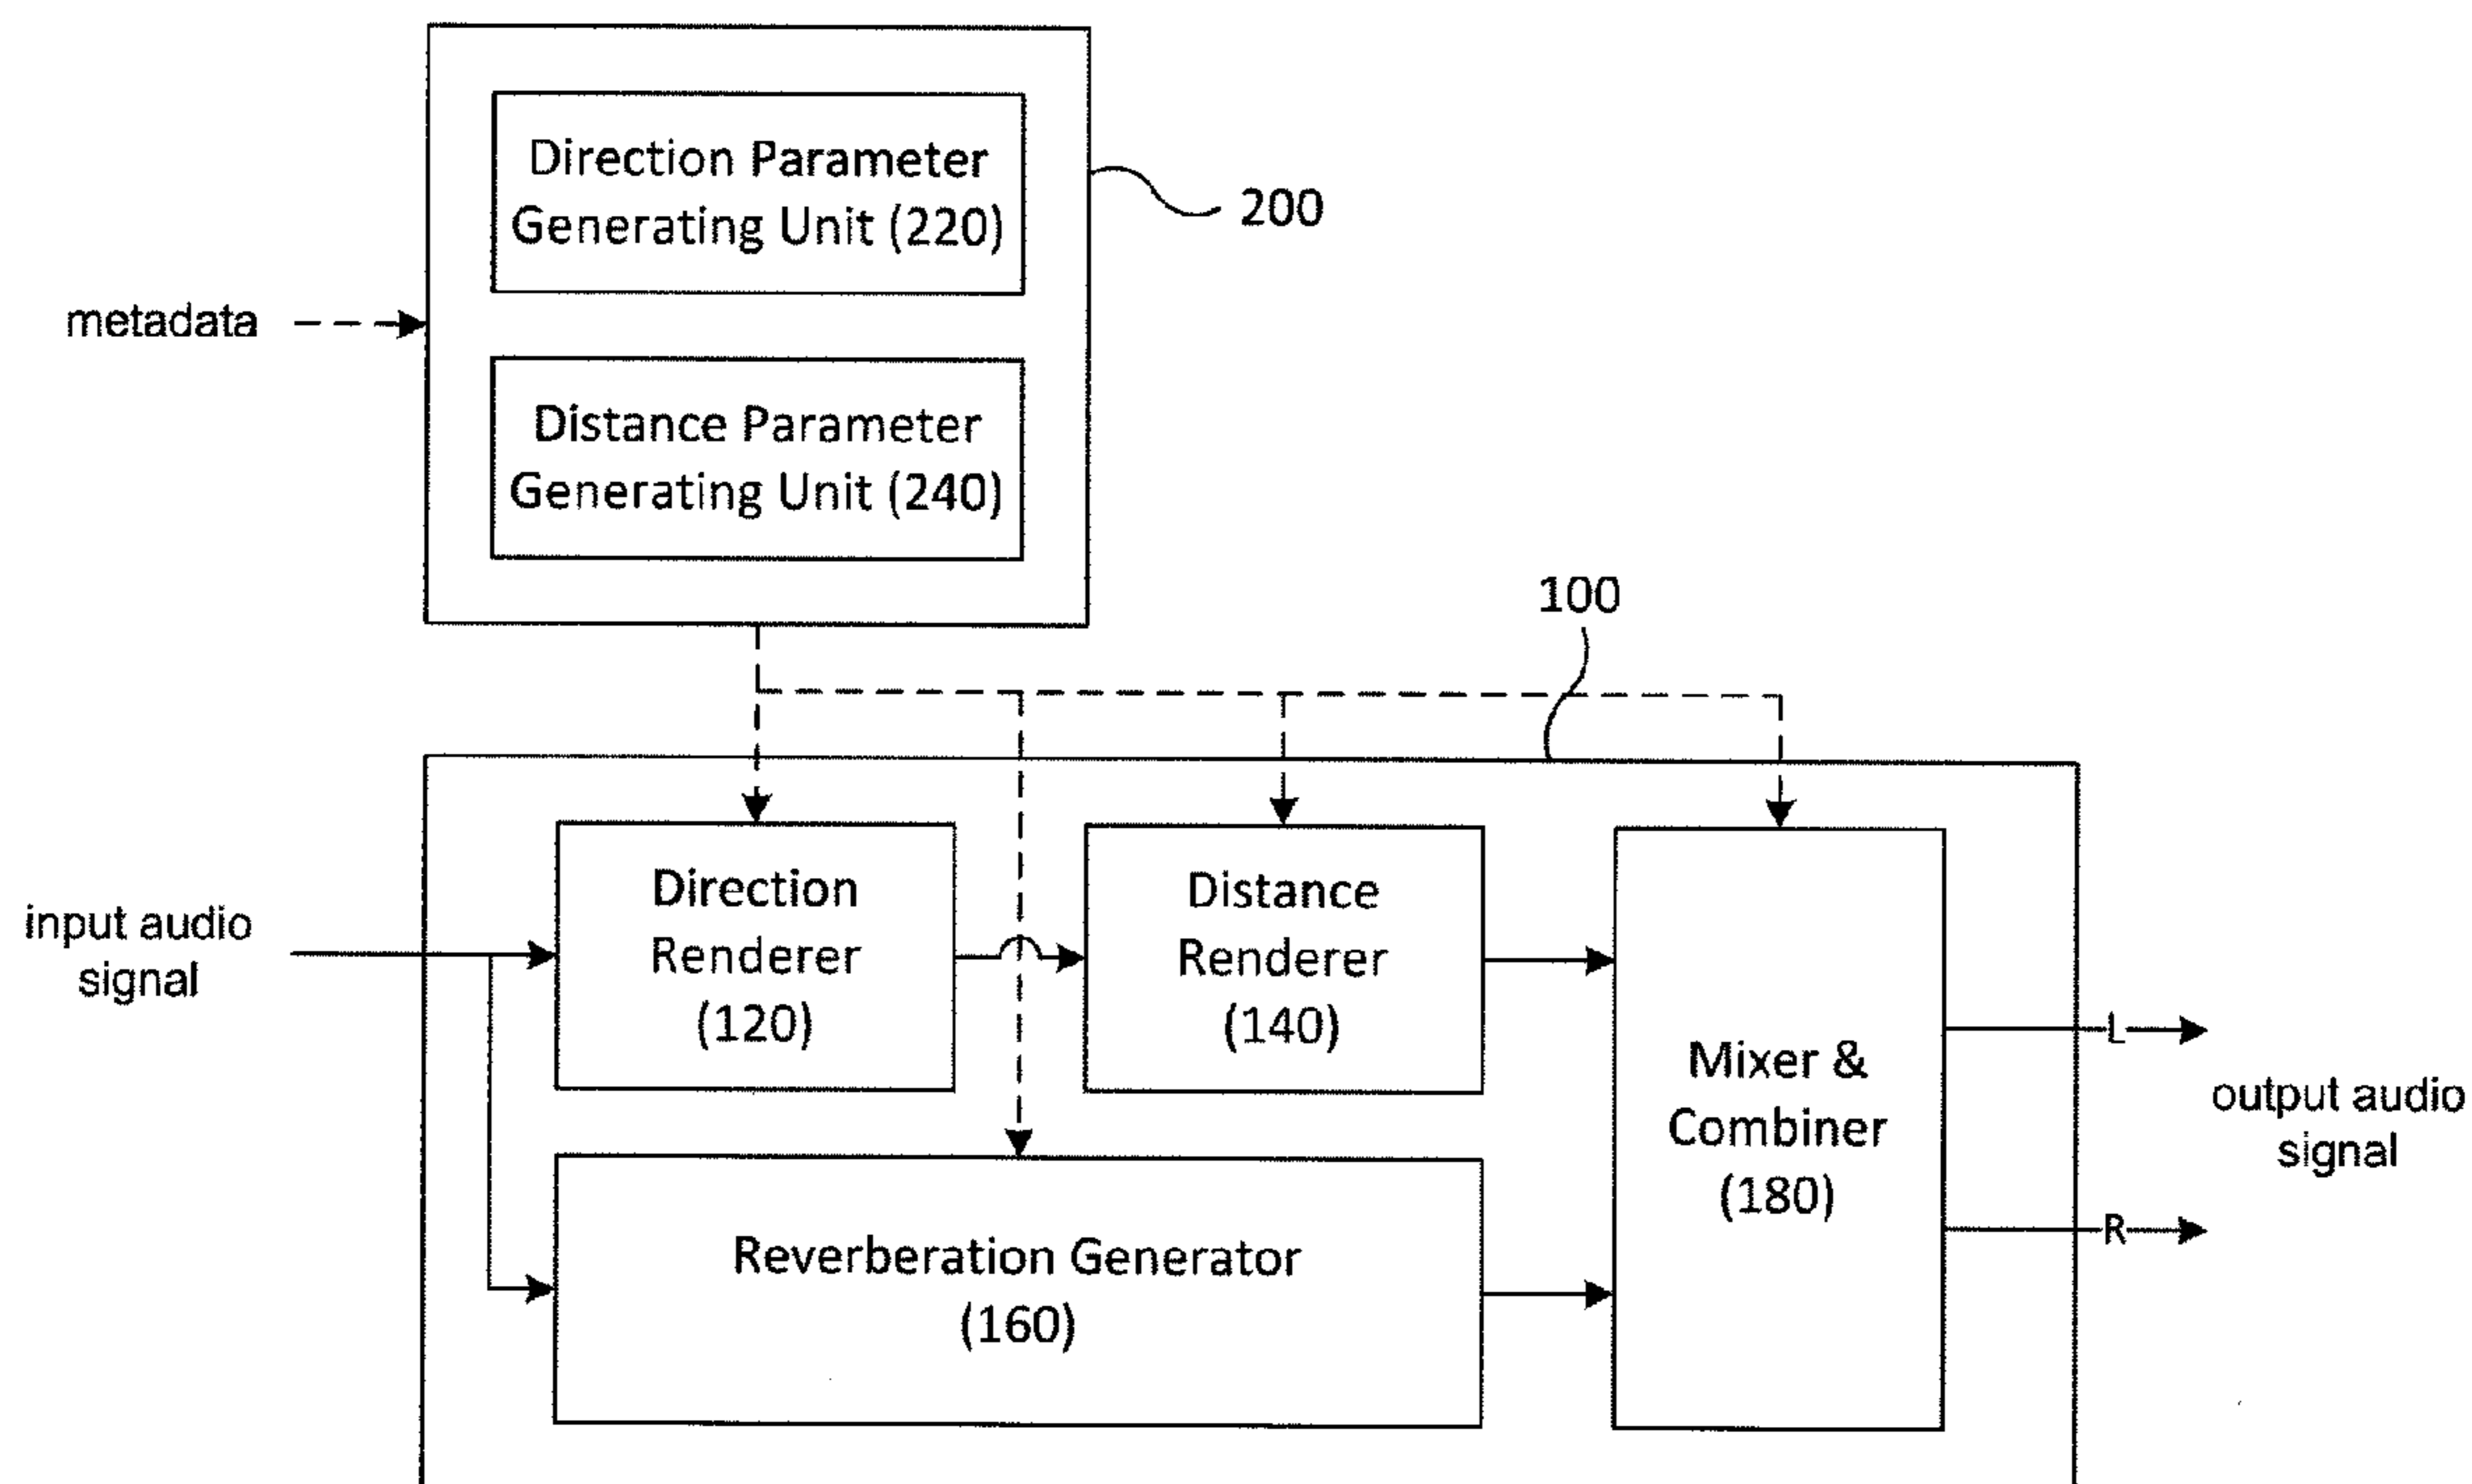 Direction Parameter
Generating Unit (220)
200
metadata
Distance Parameter
Generating Unit (240)
100
input audio
signal
Direction
Renderer
(120)
Distance
Renderer
(140)
Mixer &
Combiner
(180)
L
output audio
signal
R
Reverberation Generator
(160)